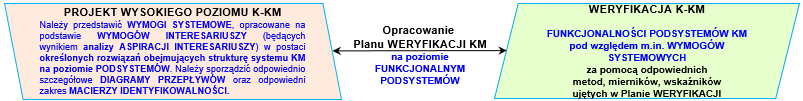 PROJEKT WYSOKIEGO POZIOMU K-KM
Należy przedstawić WYMOGI SYSTEMOWE, opracowane na
podstawie WYMOGÓW INTERESARIUSZY (będących
wynikiem analizy ASPIRACJI INTERESARIUSZY) w postaci
określonych rozwiązań obejmujących strukturę systemu KM
na poziomie PODSYSTEMÓW. Należy sporządzić odpowiednio
szczegółowe DIAGRAMY PRZEPŁYWÓW oraz odpowiedni
zakres MACIERZY IDENTYFIKOWALNOŚCI.
Opracowanie
Planu WERYFIKACJI KM
na poziomie
FUNKCJONALNYM
PODSYSTEMÓW
WERYFIKACJA K-KM
FUNKCJONALNOŚCI PODSYSTEMÓW KM
pod względem m.in. WYMOGÓW
SYSTEMOWYCH
za pomocą odpowiednich
metod, mierników, wskaźników
ujętych w Planie WERYFIKACJI